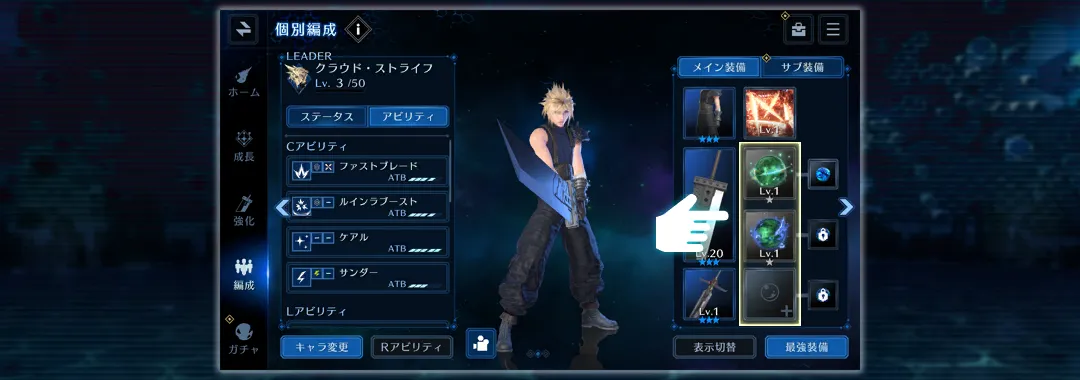 個別編成
LEADER
クラウド・ストライフ
Lv. 3 /50
ステータス
アビリティ
Cアビリティ
ファストブレード
ATB
ルインラブースト
ATB
ケアル
ATB
サンダー
ATB
Lアビリティ
キャラ変更
Rアビリティ
ホーム
成長
強化
編成
ガチャ
メイン装備
サブ装備
Lv.1
Lv.1
Lv.20
Lv.1
Lv.1
表示切替
最強装備